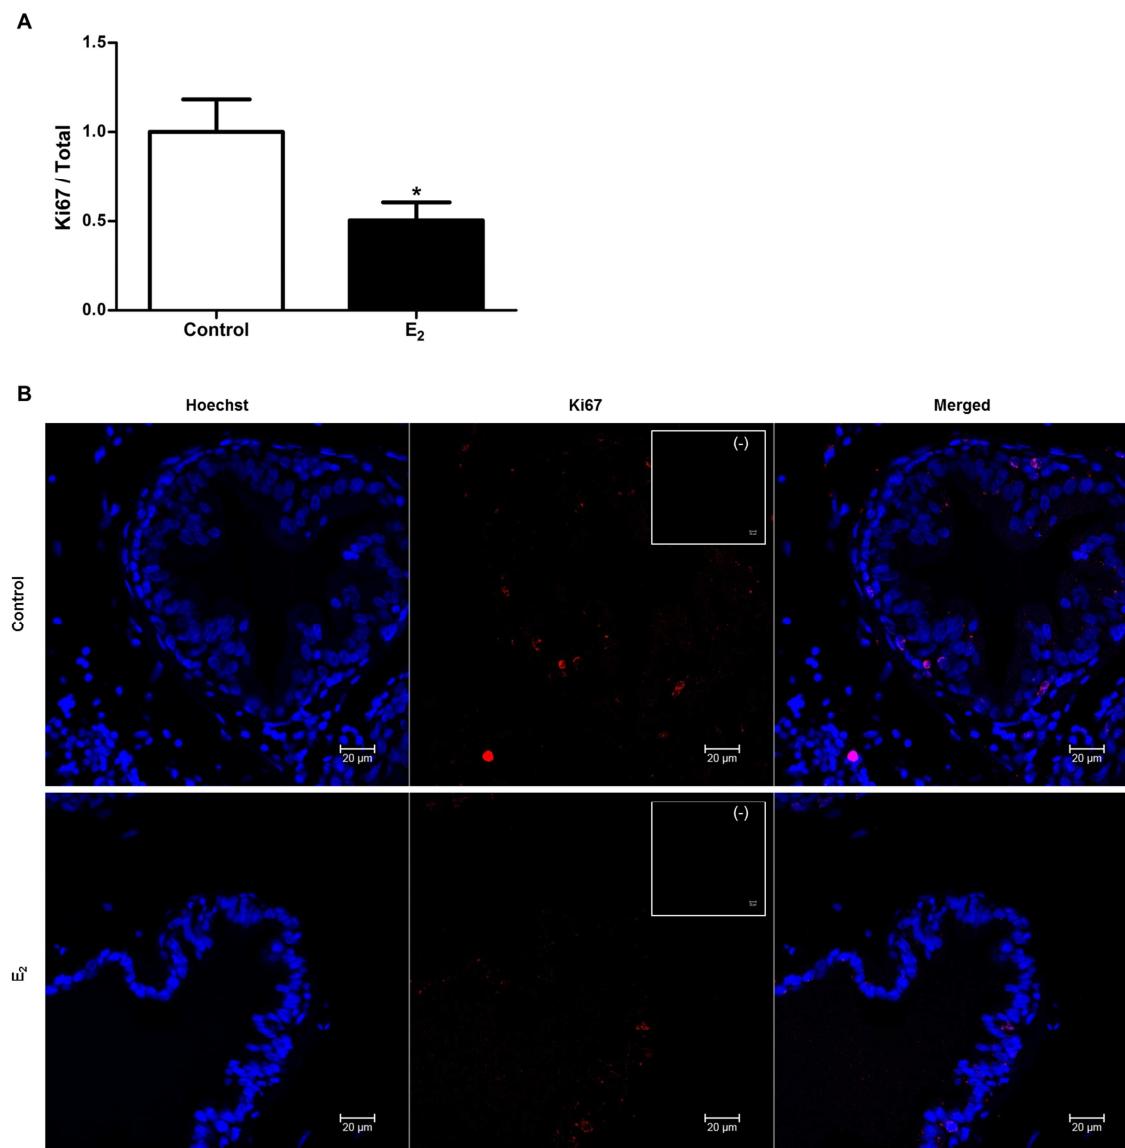 A
1.5
1.0
0.5
0.0
Ki67 / Total
*
Control
E₂
B
Hoechst
Ki67
Merged
Control
(-)
20 µm
20 µm
20 µm
E₂
(-)
20 µm
20 µm
20 µm